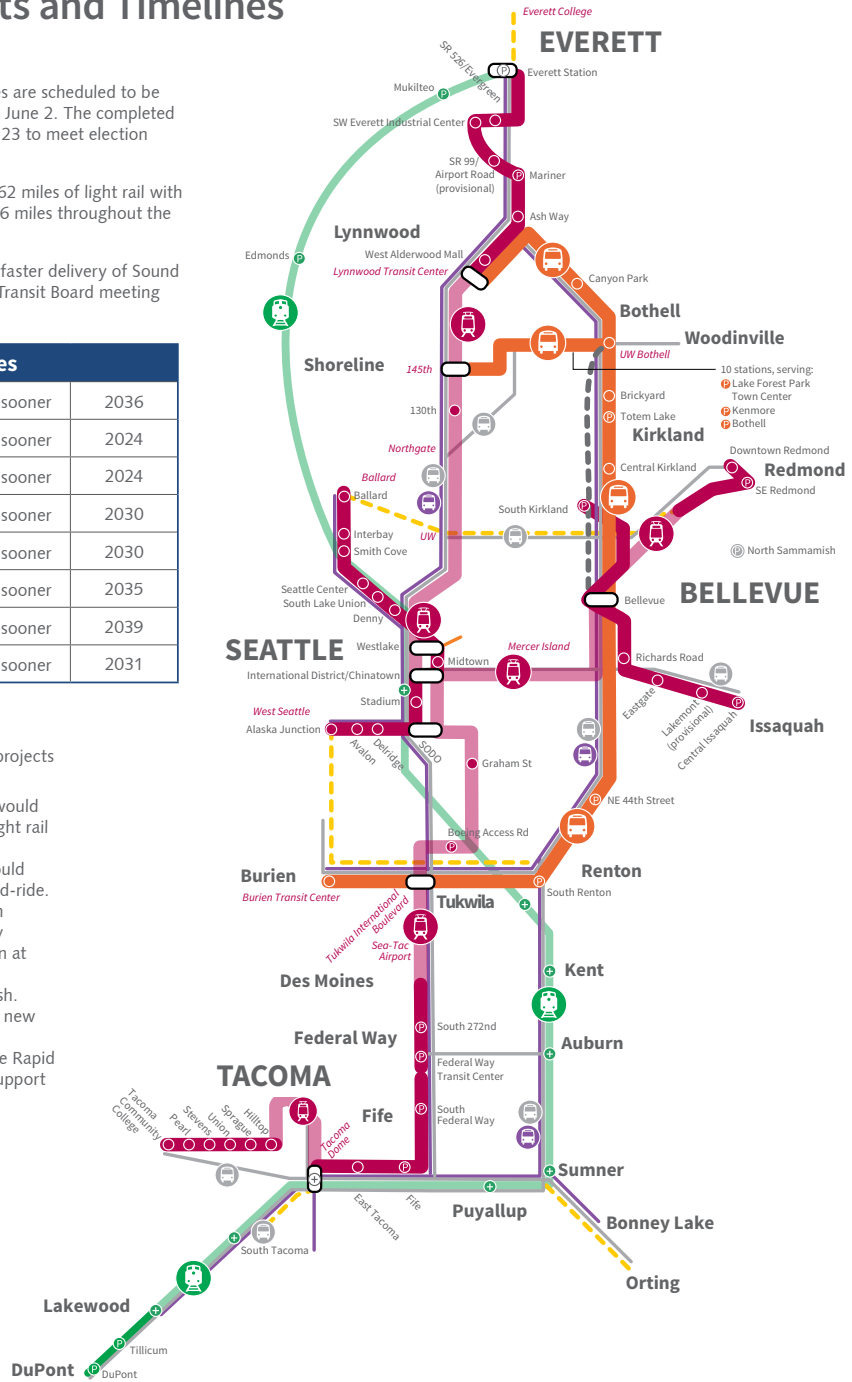 ts and Timelines
es are scheduled to be
June 2. The completed
23 to meet election
62 miles of light rail with
6 miles throughout the
faster delivery of Sound
Transit Board meeting
es
sooner 2036
sooner 2024
sooner 2024
sooner 2030
sooner 2030
sooner 2035
sooner 2039
sooner 2031
projects
would
ght rail
ould
d-ride.
n
y
n at
sh.
new
e Rapid
upport
Everett College
EVERETT
SR 526/Evergreen
Everett Station
Mukilteo
SW Everett Industrial Center
SR 99/
Airport Road
(provisional)
Mariner
Ash Way
Lynnwood
West Alderwood Mall
Lynnwood Transit Center
Edmonds
Canyon Park
Bothell
Woodinville
UW Bothell
Shoreline
145th
10 stations, serving:
P Lake Forest Park
Town Center
P Kenmore
P Bothell
130th
Brickyard
Totem Lake
Kirkland
Northgate
Downtown Redmond
Redmond
Central Kirkland
SE Redmond
Ballard
Ballard
South Kirkland
Interbay
UW
Smith Cove
P North Sammamish
Seattle Center
South Lake Union
Denny
Bellevue
BELLEVUE
SEATTLE
Westlake
Mercer Island
Midtown
Richards Road
International District/Chinatown
Stadium
Eastgate
Lakemont
(provisional)
Central Issaquah
Issaquah
West Seattle
Alaska Junction
Avalon
Delridge
SODO
Graham St
NE 44th Street
Boeing Access Rd
Burien
Renton
Burien Transit Center
South Renton
Tukwila
Tukwila International
Boulevard
Sea-Tac
Airport
Kent
Des Moines
South 272nd
Federal Way
Auburn
Federal Way
Transit Center
TACOMA
Fife
South
Federal Way
Tacoma
Community
College
Pearl
Stevens
Union
Sprague
Hilltop
Tacoma
Dome
East Tacoma
Fife
Sumner
Puyallup
Bonney Lake
South Tacoma
Orting
Lakewood
Tillicum
DuPont
DuPont